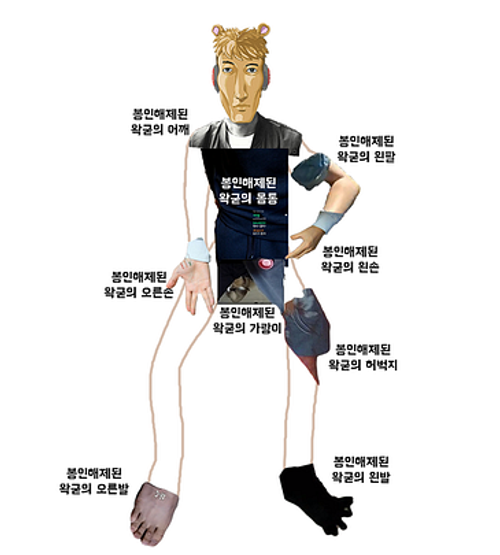 봉인해제된
왁굳의 어깨
봉인해제된
왁굳의 왼팔
봉인해제된
왁굳의 몸통
봉인해제된
왁굳의 왼손
봉인해제된
왁굳의 오른손
봉인해제된
왁굳의 가랑이
봉인해제된
왁굳의 허벅지
봉인해제된
왁굳의 왼발
봉인해제된
왁굳의 오른발